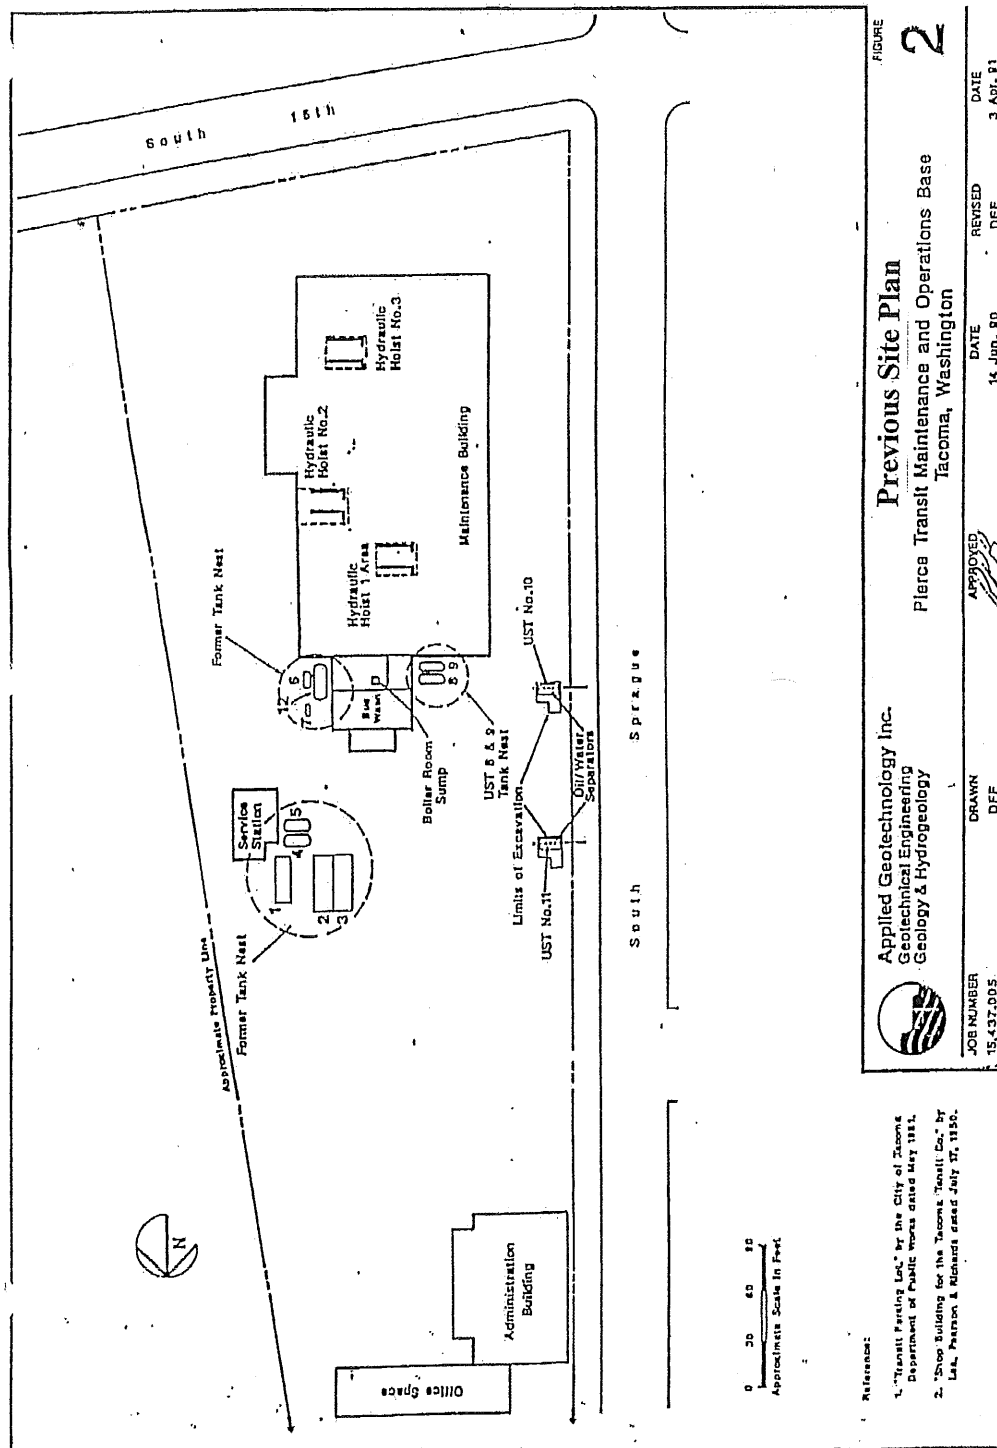 South 15th
Former Tank Nest
12
6
7
Bus
Wash
Boiler Room
Sump
8 9
UST 8 & 9
Tank Nest
Hydraulic
Hoist No.2
Hydraulic
Hoist No.3
Hydraulic
Hoist 1 Area
Maintenance Building
Service
Station
4 5
1
2
3
Former Tank Nest
Approximate Property Line
Limits of Excavation
UST No.10
UST No.11
Oil/Water
Separators
South Sprague
N
Office Space
Administration
Building
0 30 60 90
Approximate Scale In Feet
Reference:
1. "Transit Parking Lot," by the City of Tacoma
Department of Public Works dated May 1981.
2. "Shop Building for the Tacoma Transit Co." by
Lea, Pearson & Richards dated July 17, 1950.
Applied Geotechnology Inc.
Geotechnical Engineering
Geology & Hydrogeology
Previous Site Plan
Pierce Transit Maintenance and Operations Base
Tacoma, Washington
FIGURE
2
JOB NUMBER
15,437.005
DRAWN
DFF
APPROVED
DATE
14 Jun. 90
REVISED
DFF
DATE
3 Apr. 91